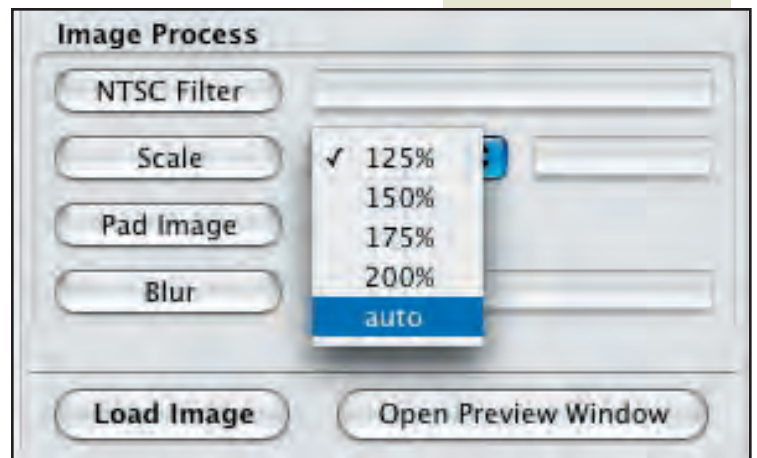 Image Process
NTSC Filter
Scale ✓ 125%
150%
Pad Image 175%
200%
Blur
auto
Load Image Open Preview Window